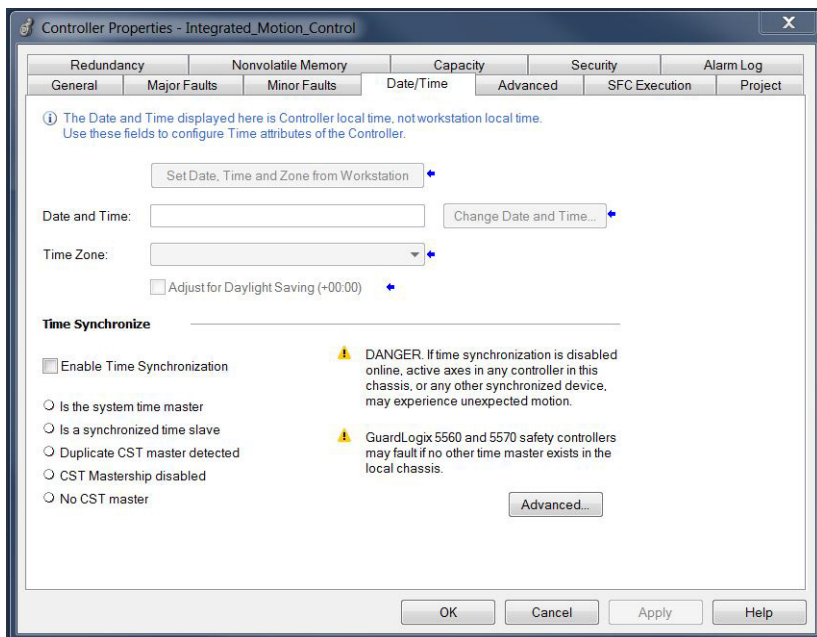 Controller Properties - Integrated_Motion_Control
X
Redundancy Nonvolatile Memory Capacity Security Alarm Log
General Major Faults Minor Faults Date/Time Advanced SFC Execution Project
The Date and Time displayed here is Controller local time, not workstation local time.
Use these fields to configure Time attributes of the Controller.
Set Date, Time and Zone from Workstation
Date and Time:
Change Date and Time...
Time Zone:
Adjust for Daylight Saving (+00:00)
Time Synchronize
Enable Time Synchronization
Is the system time master
Is a synchronized time slave
Duplicate CST master detected
CST Mastership disabled
No CST master
DANGER. If time synchronization is disabled
online, active axes in any controller in this
chassis, or any other synchronized device,
may experience unexpected motion.
GuardLogix 5560 and 5570 safety controllers
may fault if no other time master exists in the
local chassis.
Advanced...
OK Cancel Apply Help